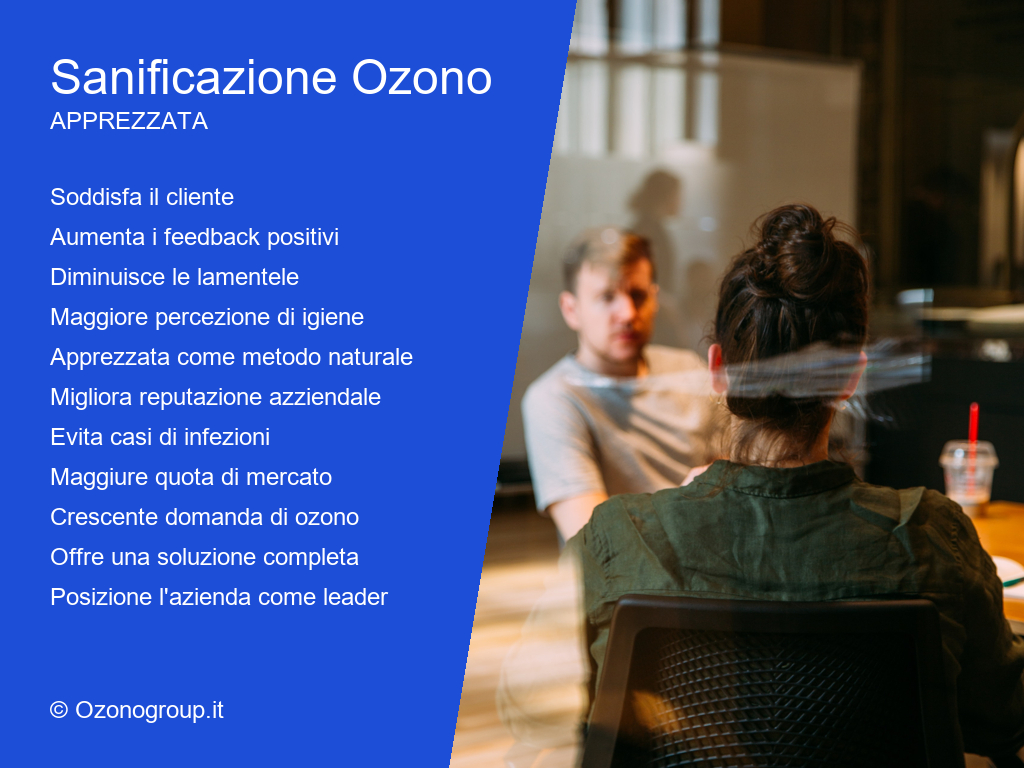 Sanificazione Ozono
APPREZZATA
Soddisfa il cliente
Aumenta i feedback positivi
Diminuisce le lamentele
Maggiore percezione di igiene
Apprezzata come metodo naturale
Migliora reputazione azziendale
Evita casi di infezioni
Maggiure quota di mercato
Crescente domanda di ozono
Offre una soluzione completa
Posizione l'azienda come leader
© Ozonogroup.it